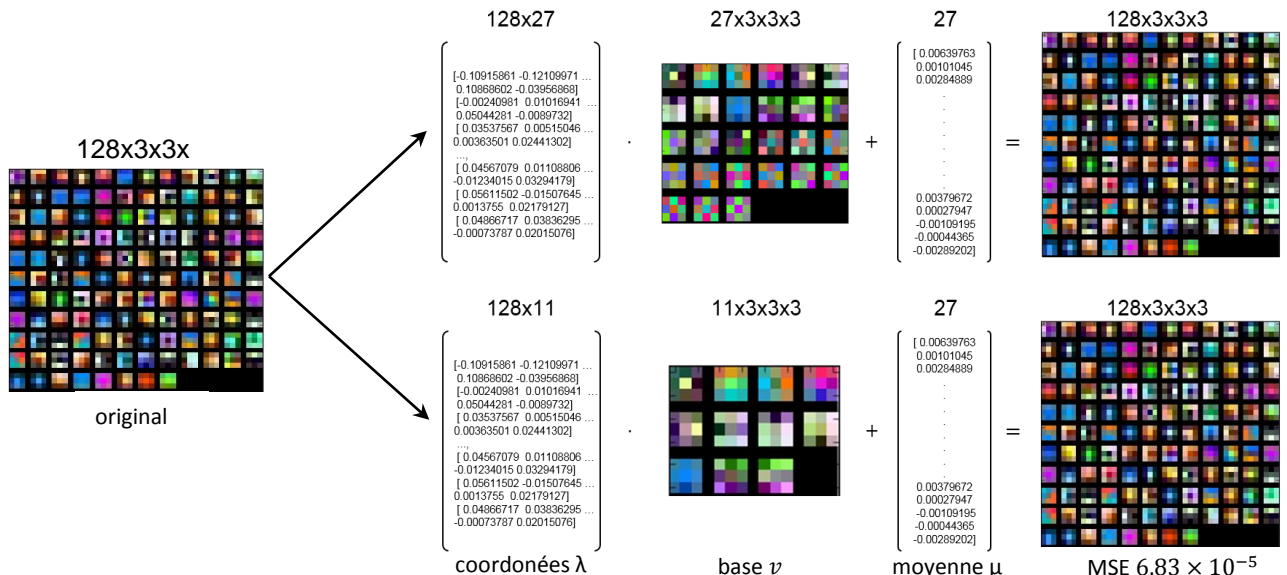 128x27
27x3x3x3
27
128x3x3x3
[-0.10915861 -0.12109971 ...
0.10868602 -0.03956868]
[-0.00240981 0.01016941 ...
0.05044281 -0.0089732]
[ 0.03537567 0.00515046 ...
0.00363501 0.02441302]
...,
[ 0.04567079 0.01108806 ...
-0.01234015 0.03294179]
[ 0.05611502 -0.01507645 ...
0.0013755 0.02179127]
[ 0.04866717 0.03836295 ...
-0.00073787 0.02015076]
·
+
[ 0.00639763
0.00101045
0.00284889
.
.
.
.
.
.
0.00379672
0.00027947
-0.00109195
-0.00044365
-0.00289202]
=
128x3x3x
original
128x11
11x3x3x3
27
128x3x3x3
[-0.10915861 -0.12109971 ...
0.10868602 -0.03956868]
[-0.00240981 0.01016941 ...
0.05044281 -0.0089732]
[ 0.03537567 0.00515046 ...
0.00363501 0.02441302]
...,
[ 0.04567079 0.01108806 ...
-0.01234015 0.03294179]
[ 0.05611502 -0.01507645 ...
0.0013755 0.02179127]
[ 0.04866717 0.03836295 ...
-0.00073787 0.02015076]
·
+
[ 0.00639763
0.00101045
0.00284889
.
.
.
.
.
.
0.00379672
0.00027947
-0.00109195
-0.00044365
-0.00289202]
=
coordonées λ
base v
moyenne μ
MSE 6.83 × 10⁻⁵